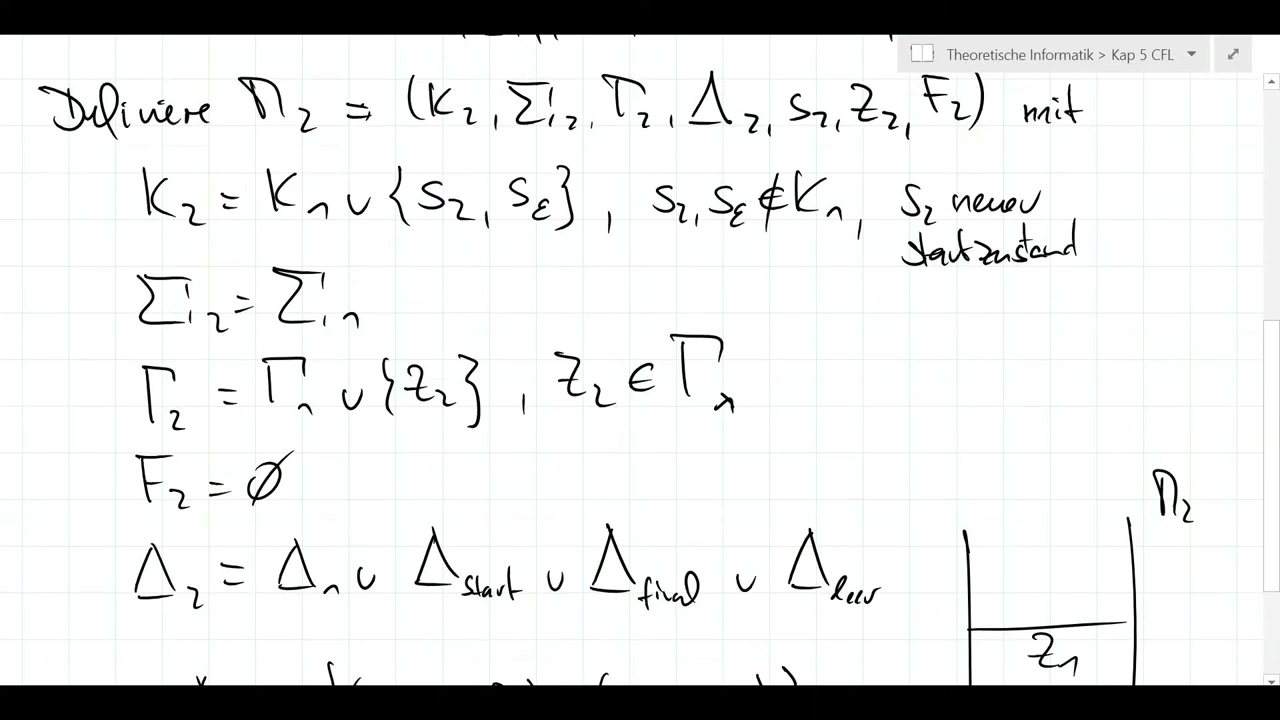 Theoretische Informatik > Kap 5 CFL
Definiere M₂ = (K₂, Σ₂, Γ₂, Δ₂, s₂, Z₂, F₂) mit
K₂ = K₁ ∪ {s₂, s_ε}, s₂, s_ε ∉ K₁, s₂ neuer
Startzustand
Σ₂ = Σ₁
Γ₂ = Γ₁ ∪ {Z₂}, Z₂ ∈ Γ₁
F₂ = ∅
M₂
Δ₂ = Δ₁ ∪ Δ_start ∪ Δ_final ∪ Δ_leer
Z₁